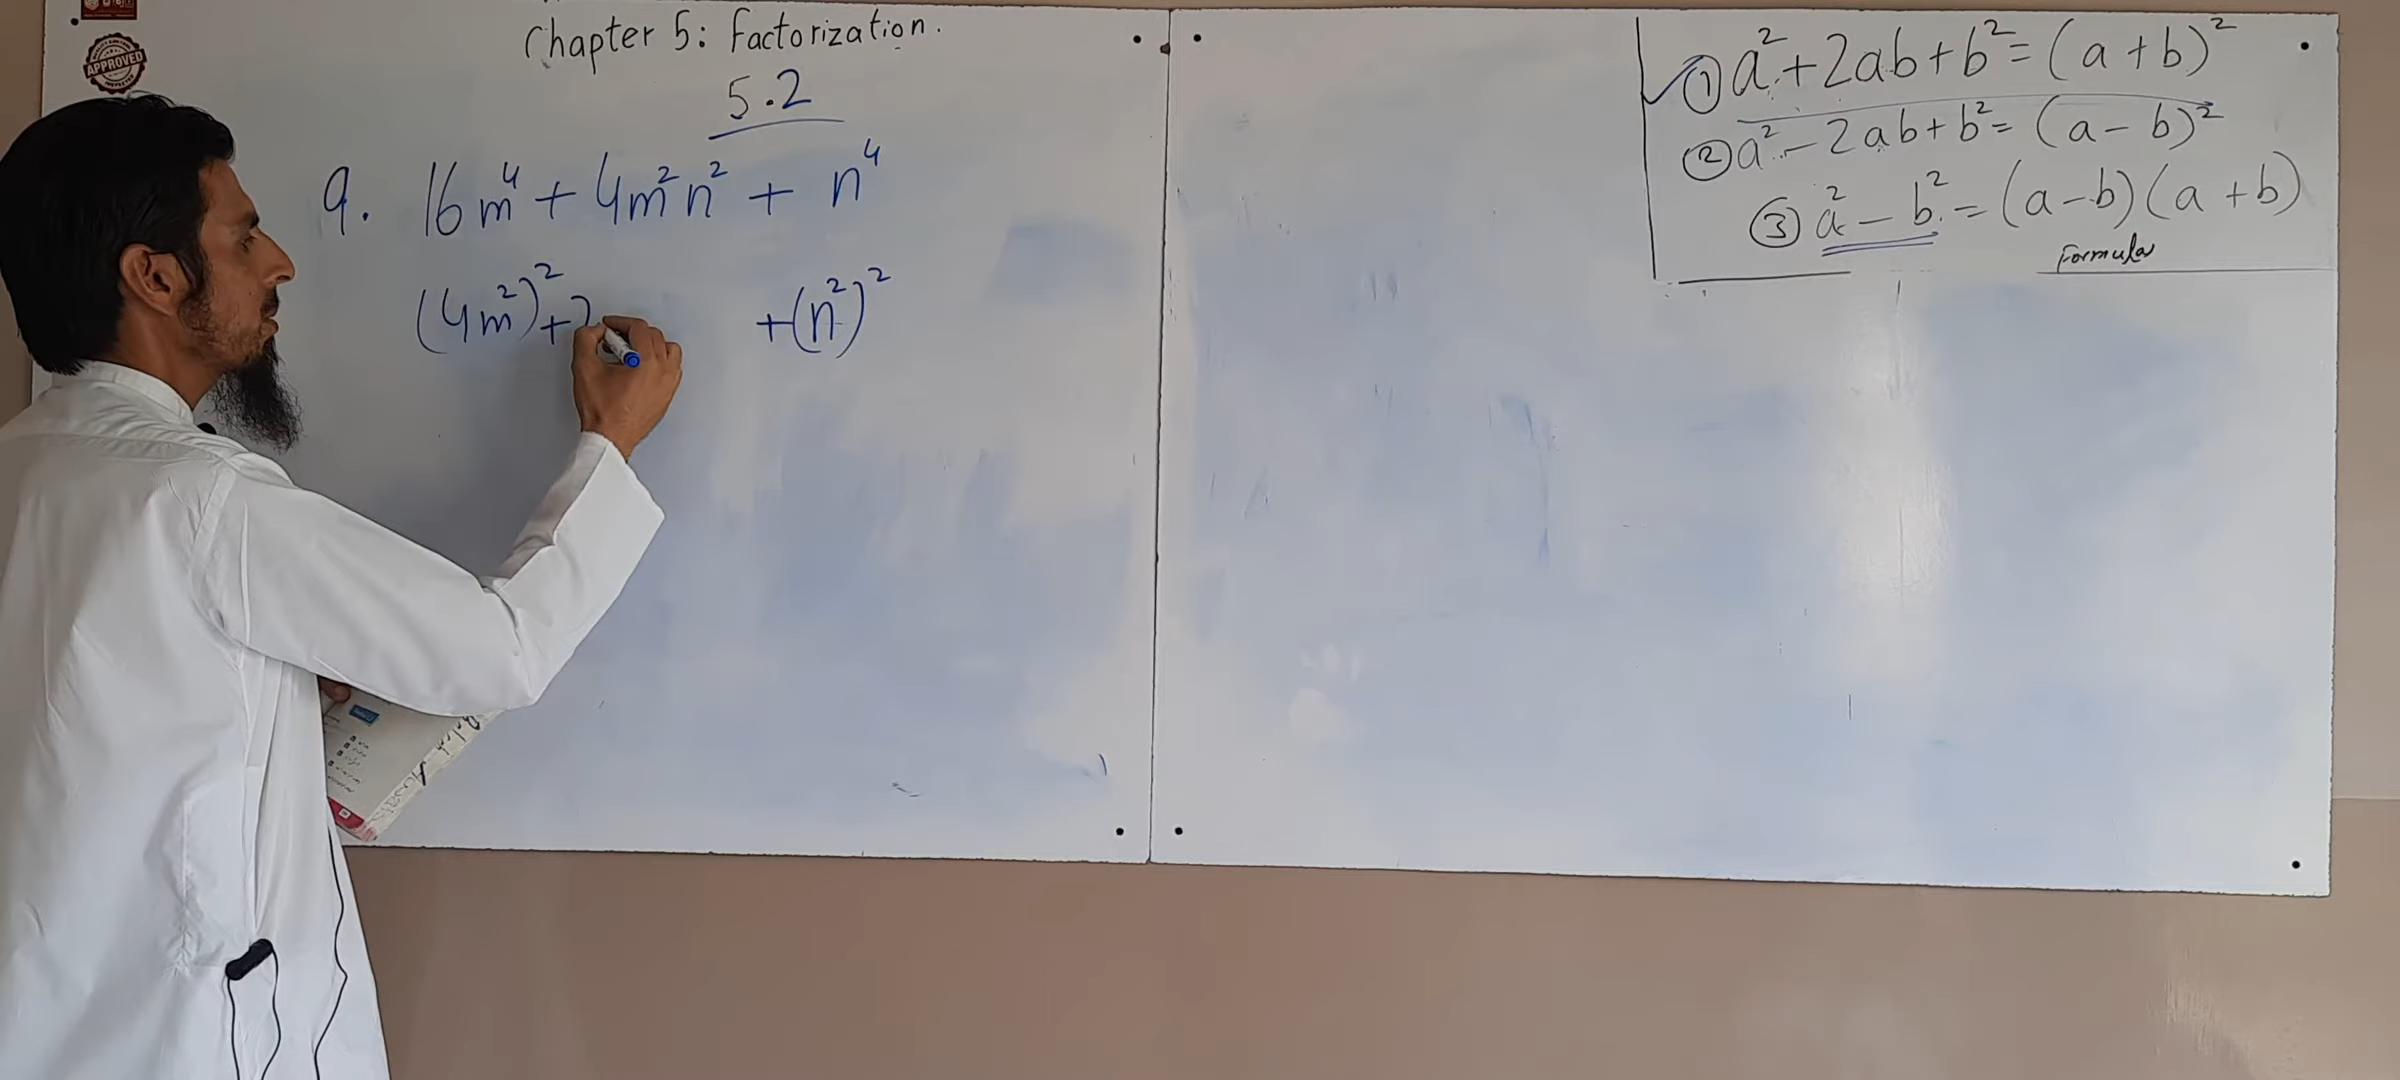 Chapter 5: Factorization.
5.2
9. 16m⁴ + 4m²n² + n⁴
(4m²)² + 2 + (n²)²
① a² + 2ab + b² = (a + b)²
② a² - 2ab + b² = (a - b)²
③ a² - b² = (a - b)(a + b)
Formula
APPROVED